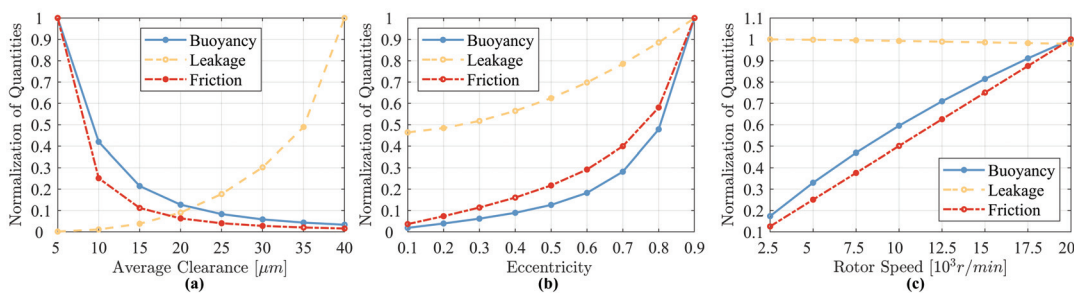 Normalization of Quantities
1
0.9
0.8
0.7
0.6
0.5
0.4
0.3
0.2
0.1
0
Buoyancy
Leakage
Friction
5 10 15 20 25 30 35 40
Average Clearance [μm]
(a)
Normalization of Quantities
1
0.9
0.8
0.7
0.6
0.5
0.4
0.3
0.2
0.1
0
Buoyancy
Leakage
Friction
0.1 0.2 0.3 0.4 0.5 0.6 0.7 0.8 0.9
Eccentricity
(b)
Normalization of Quantities
1.1
1
0.9
0.8
0.7
0.6
0.5
0.4
0.3
0.2
0.1
Buoyancy
Leakage
Friction
2.5 5 7.5 10 12.5 15 17.5 20
Rotor Speed [10³r/min]
(c)